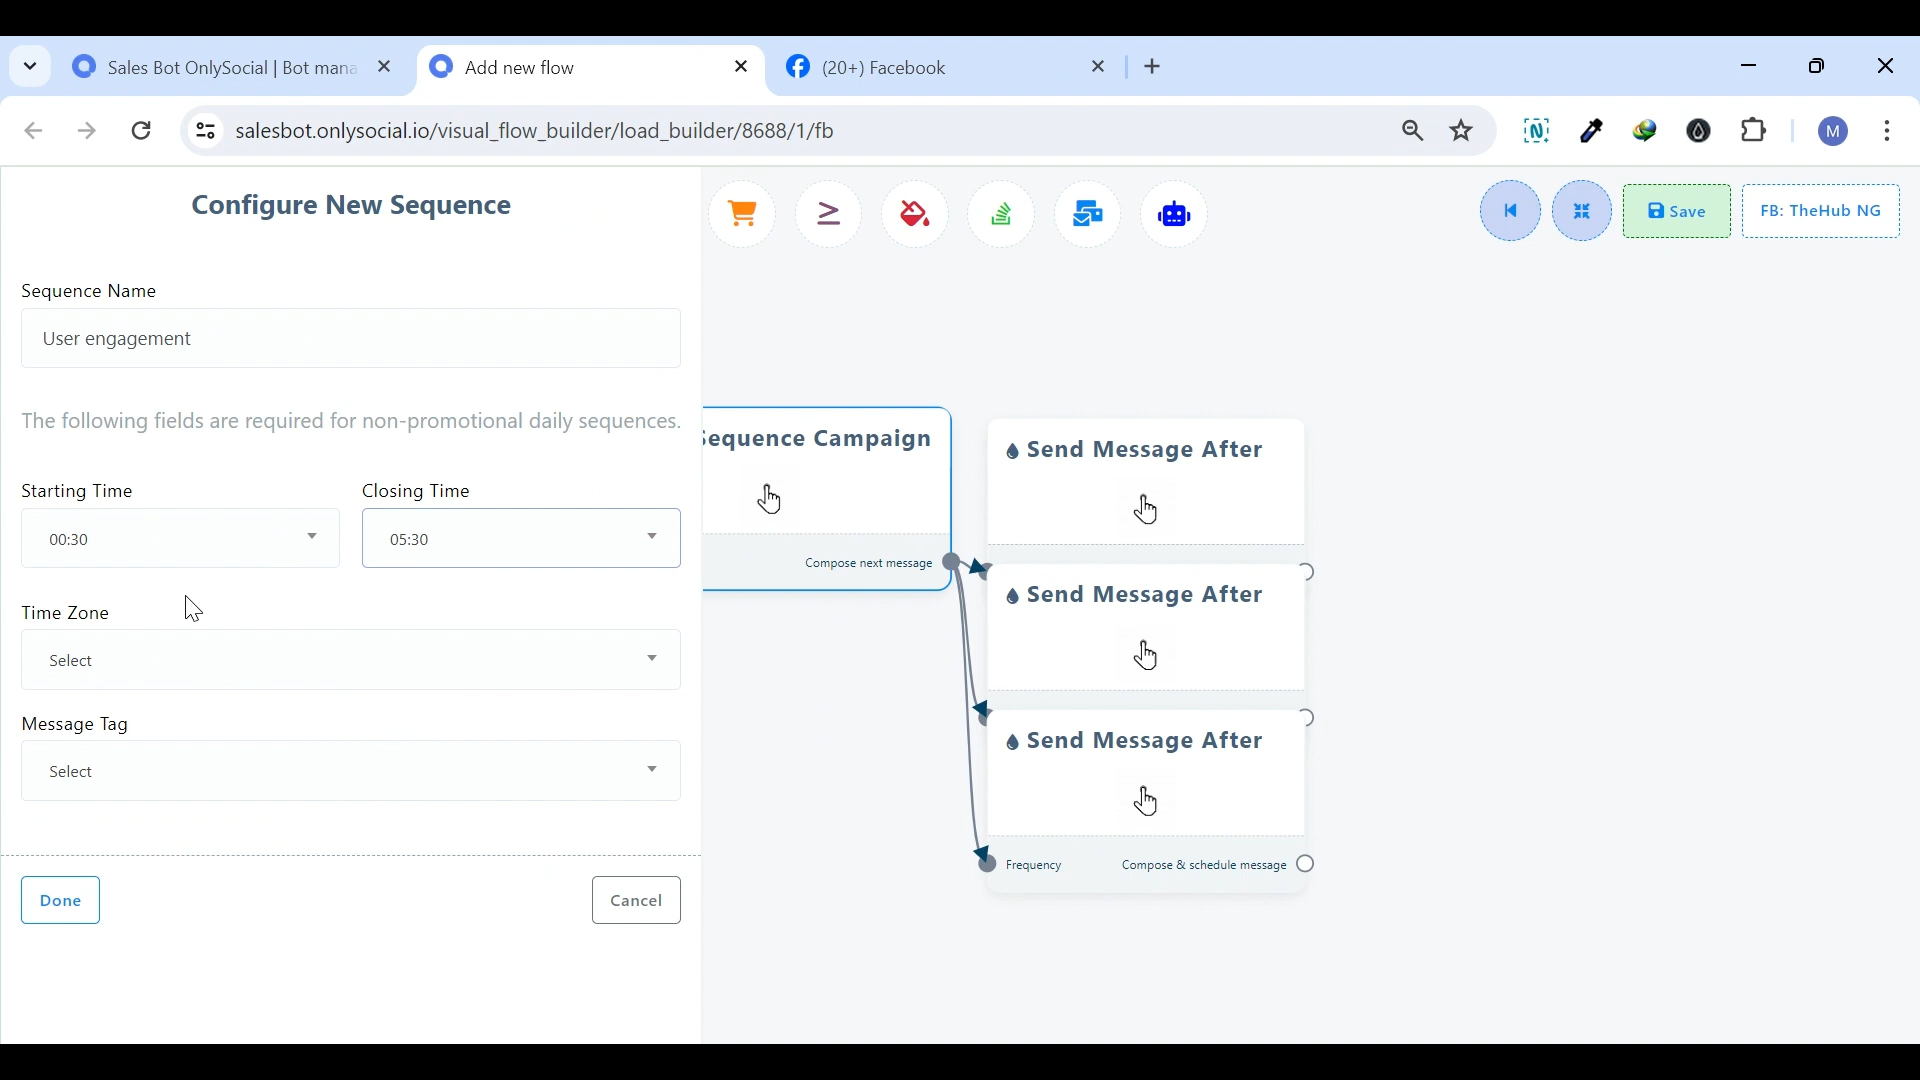 Sales Bot OnlySocial | Bot mana
Add new flow
(20+) Facebook
salesbot.onlysocial.io/visual_flow_builder/load_builder/8688/1/fb
M
Configure New Sequence
Save
FB: TheHub NG
Sequence Name
User engagement
The following fields are required for non-promotional daily sequences.
Sequence Campaign
Send Message After
Starting Time
Closing Time
00:30
05:30
Compose next message
Send Message After
Time Zone
Select
Message Tag
Send Message After
Select
Frequency
Compose & schedule message
Done
Cancel